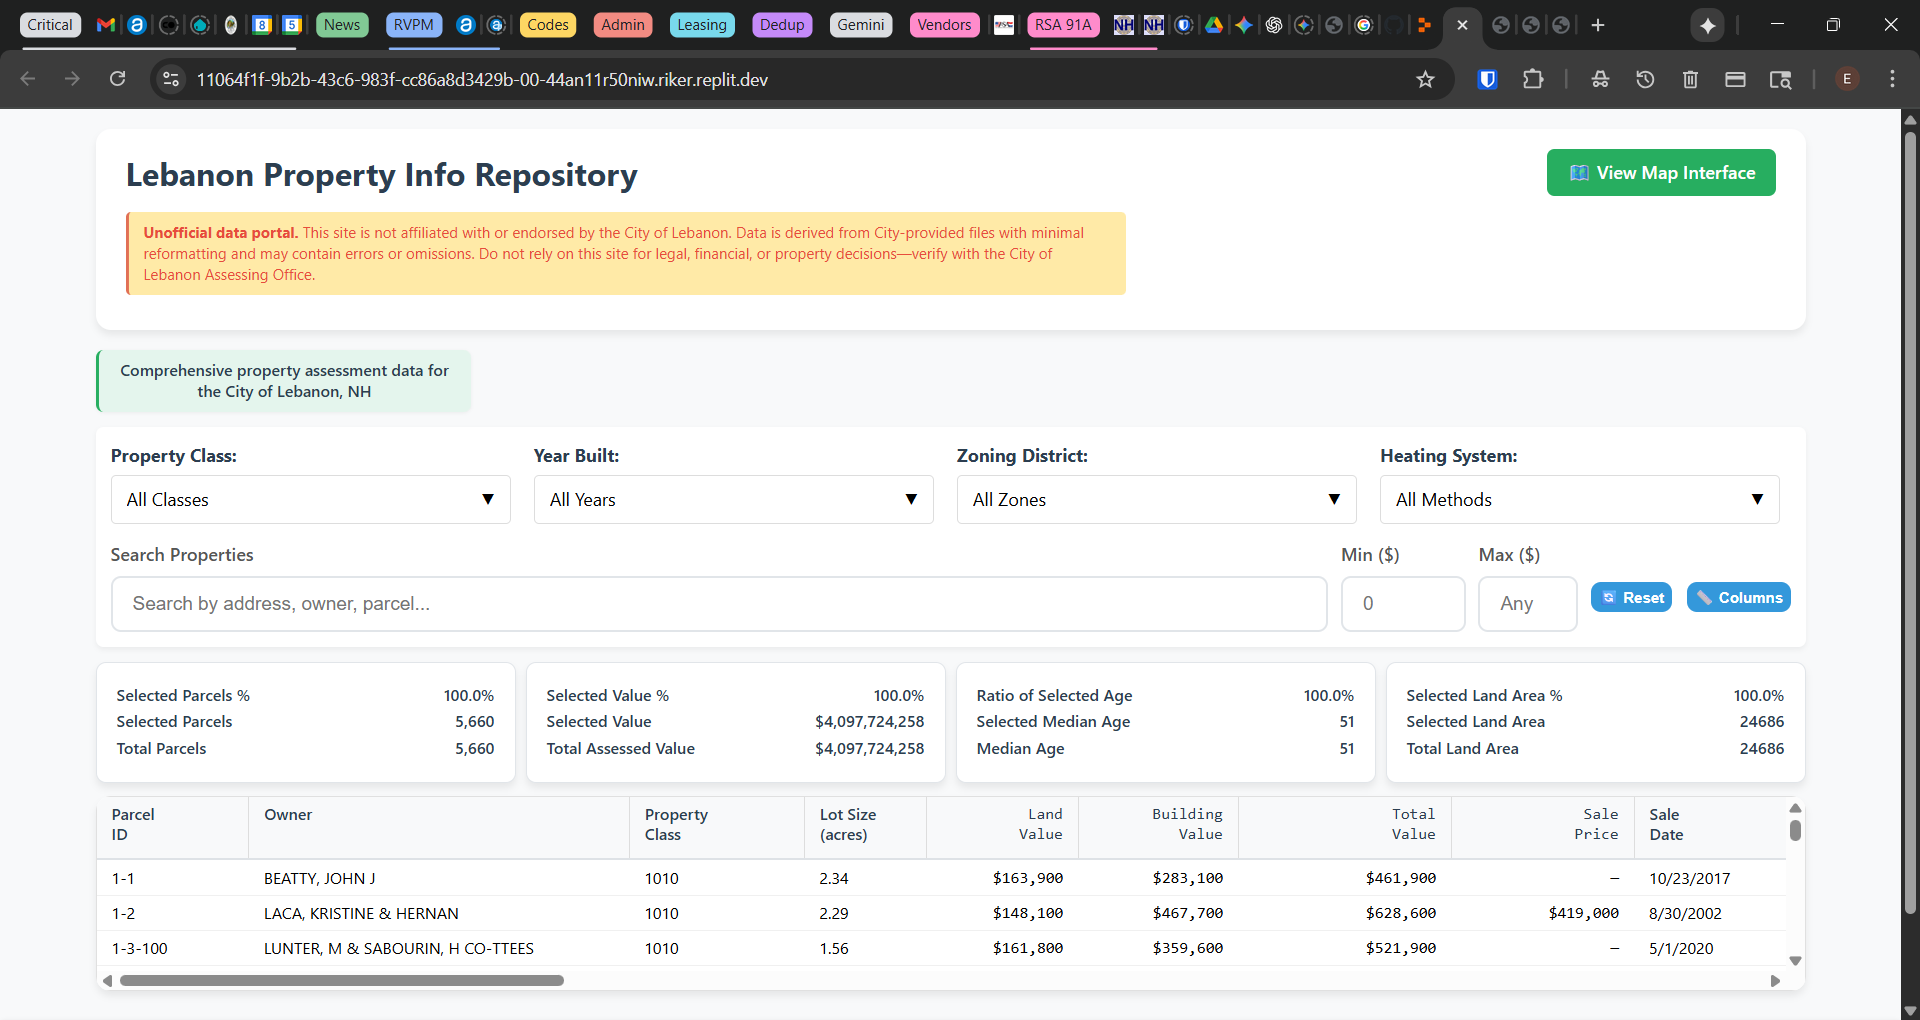 Critical
8
5
News
RVPM
Codes
Admin
Leasing
Dedup
Gemini
Vendors
RSA 91A
NH
NH
11064f1f-9b2b-43c6-983f-cc86a8d3429b-00-44an11r50niw.riker.replit.dev
E
Lebanon Property Info Repository
View Map Interface
Unofficial data portal. This site is not affiliated with or endorsed by the City of Lebanon. Data is derived from City-provided files with minimal
reformatting and may contain errors or omissions. Do not rely on this site for legal, financial, or property decisions—verify with the City of
Lebanon Assessing Office.
Comprehensive property assessment data for
the City of Lebanon, NH
Property Class: Year Built: Zoning District: Heating System:
All Classes All Years All Zones All Methods
Search Properties Min ($) Max ($)
Search by address, owner, parcel... 0 Any Reset Columns
Selected Parcels % 100.0% Selected Value % 100.0% Ratio of Selected Age 100.0% Selected Land Area % 100.0%
Selected Parcels 5,660 Selected Value $4,097,724,258 Selected Median Age 51 Selected Land Area 24686
Total Parcels 5,660 Total Assessed Value $4,097,724,258 Median Age 51 Total Land Area 24686
Parcel Owner Property Lot Size Land Building Total Sale Sale
ID Class (acres) Value Value Value Price Date
1-1 BEATTY, JOHN J 1010 2.34 $163,900 $283,100 $461,900 — 10/23/2017
1-2 LACA, KRISTINE & HERNAN 1010 2.29 $148,100 $467,700 $628,600 $419,000 8/30/2002
1-3-100 LUNTER, M & SABOURIN, H CO-TTEES 1010 1.56 $161,800 $359,600 $521,900 — 5/1/2020